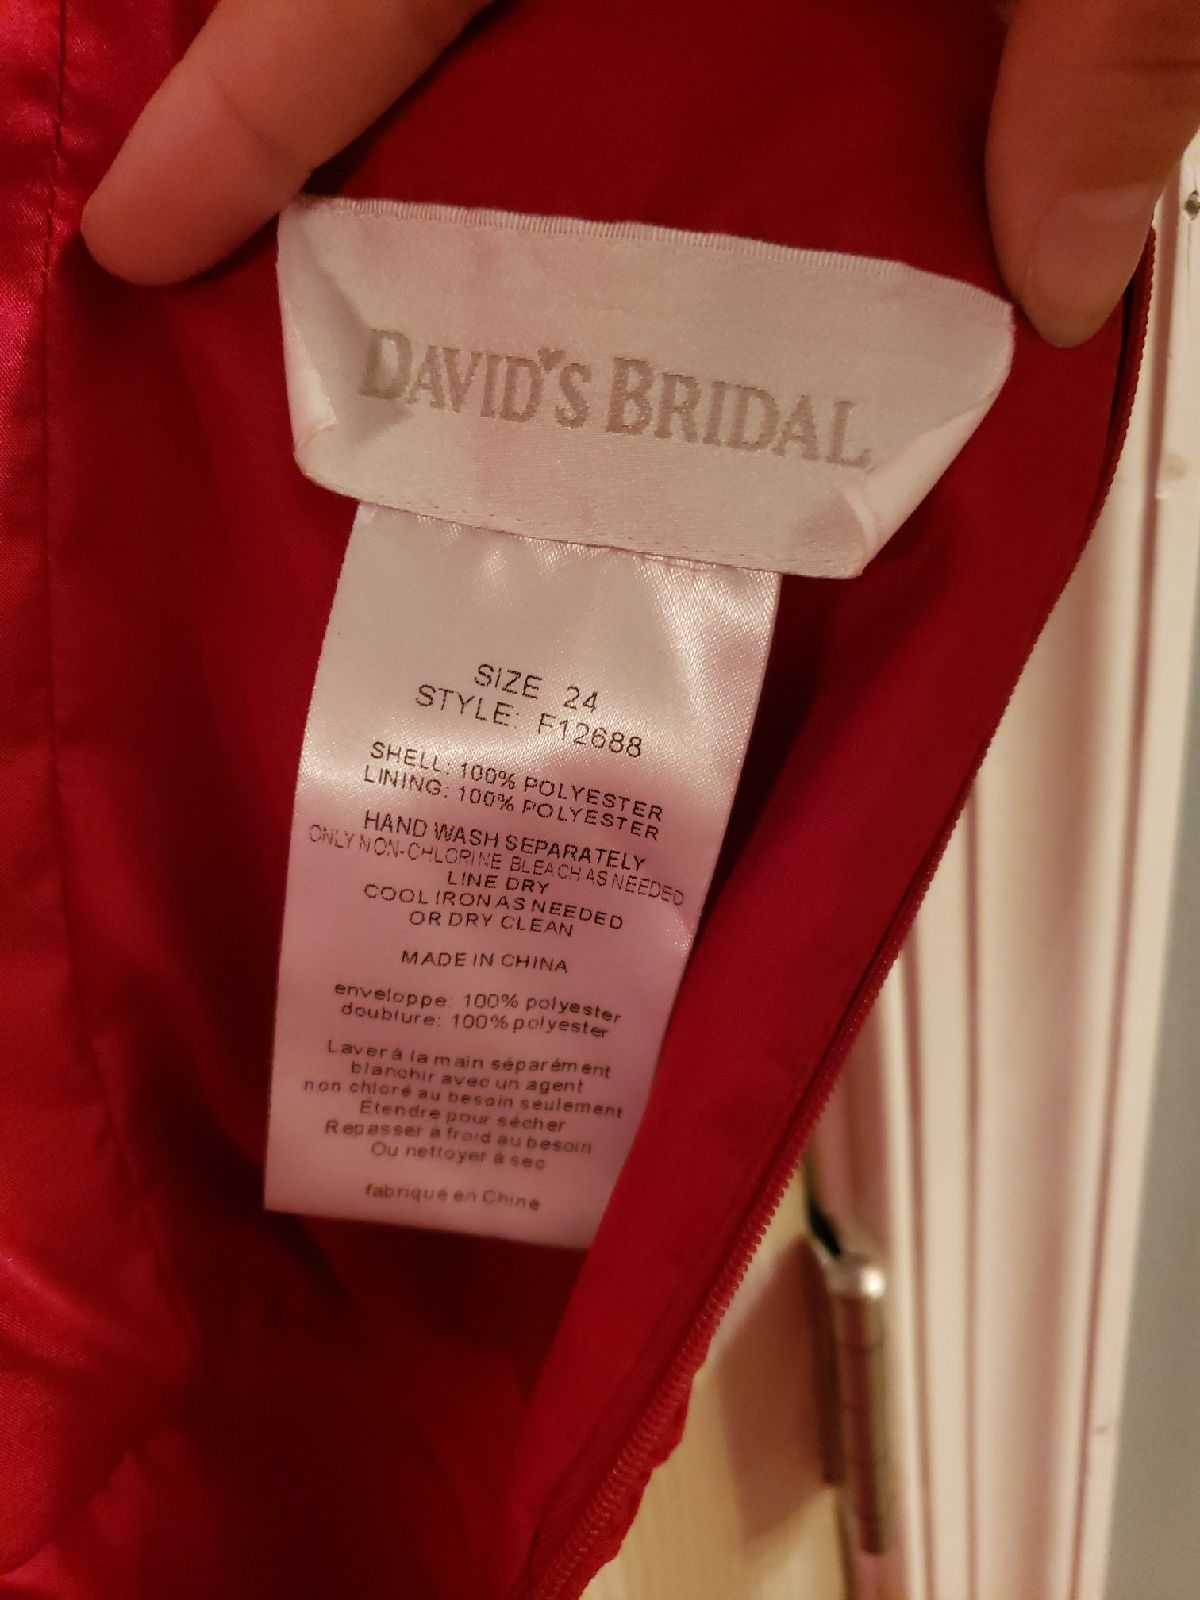 DAVID'S BRIDAL
SIZE 24
STYLE: F12688
SHELL: 100% POLYESTER
LINING: 100% POLYESTER
HAND WASH SEPARATELY
ONLY NON-CHLORINE BLEACH AS NEEDED
LINE DRY
COOL IRON AS NEEDED
OR DRY CLEAN
MADE IN CHINA
enveloppe: 100% polyester
doublure: 100% polyester
Laver à la main séparément
blanchir avec un agent
non chloré au besoin seulement
Étendre pour sécher
Repasser à froid au besoin
Ou nettoyer à sec
fabriqué en Chine